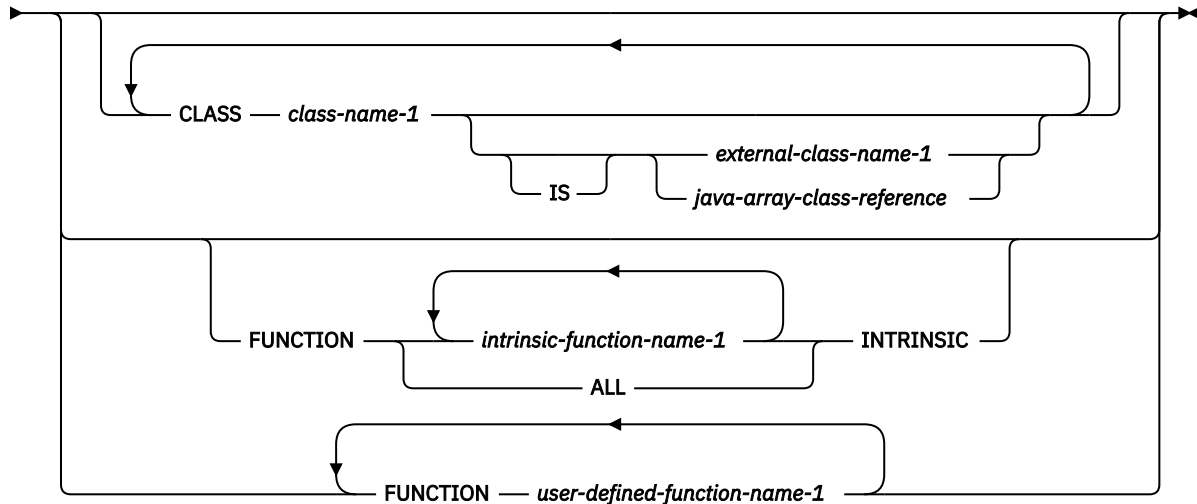 CLASS class-name-1
external-class-name-1
IS java-array-class-reference
FUNCTION intrinsic-function-name-1 INTRINSIC
ALL
FUNCTION user-defined-function-name-1